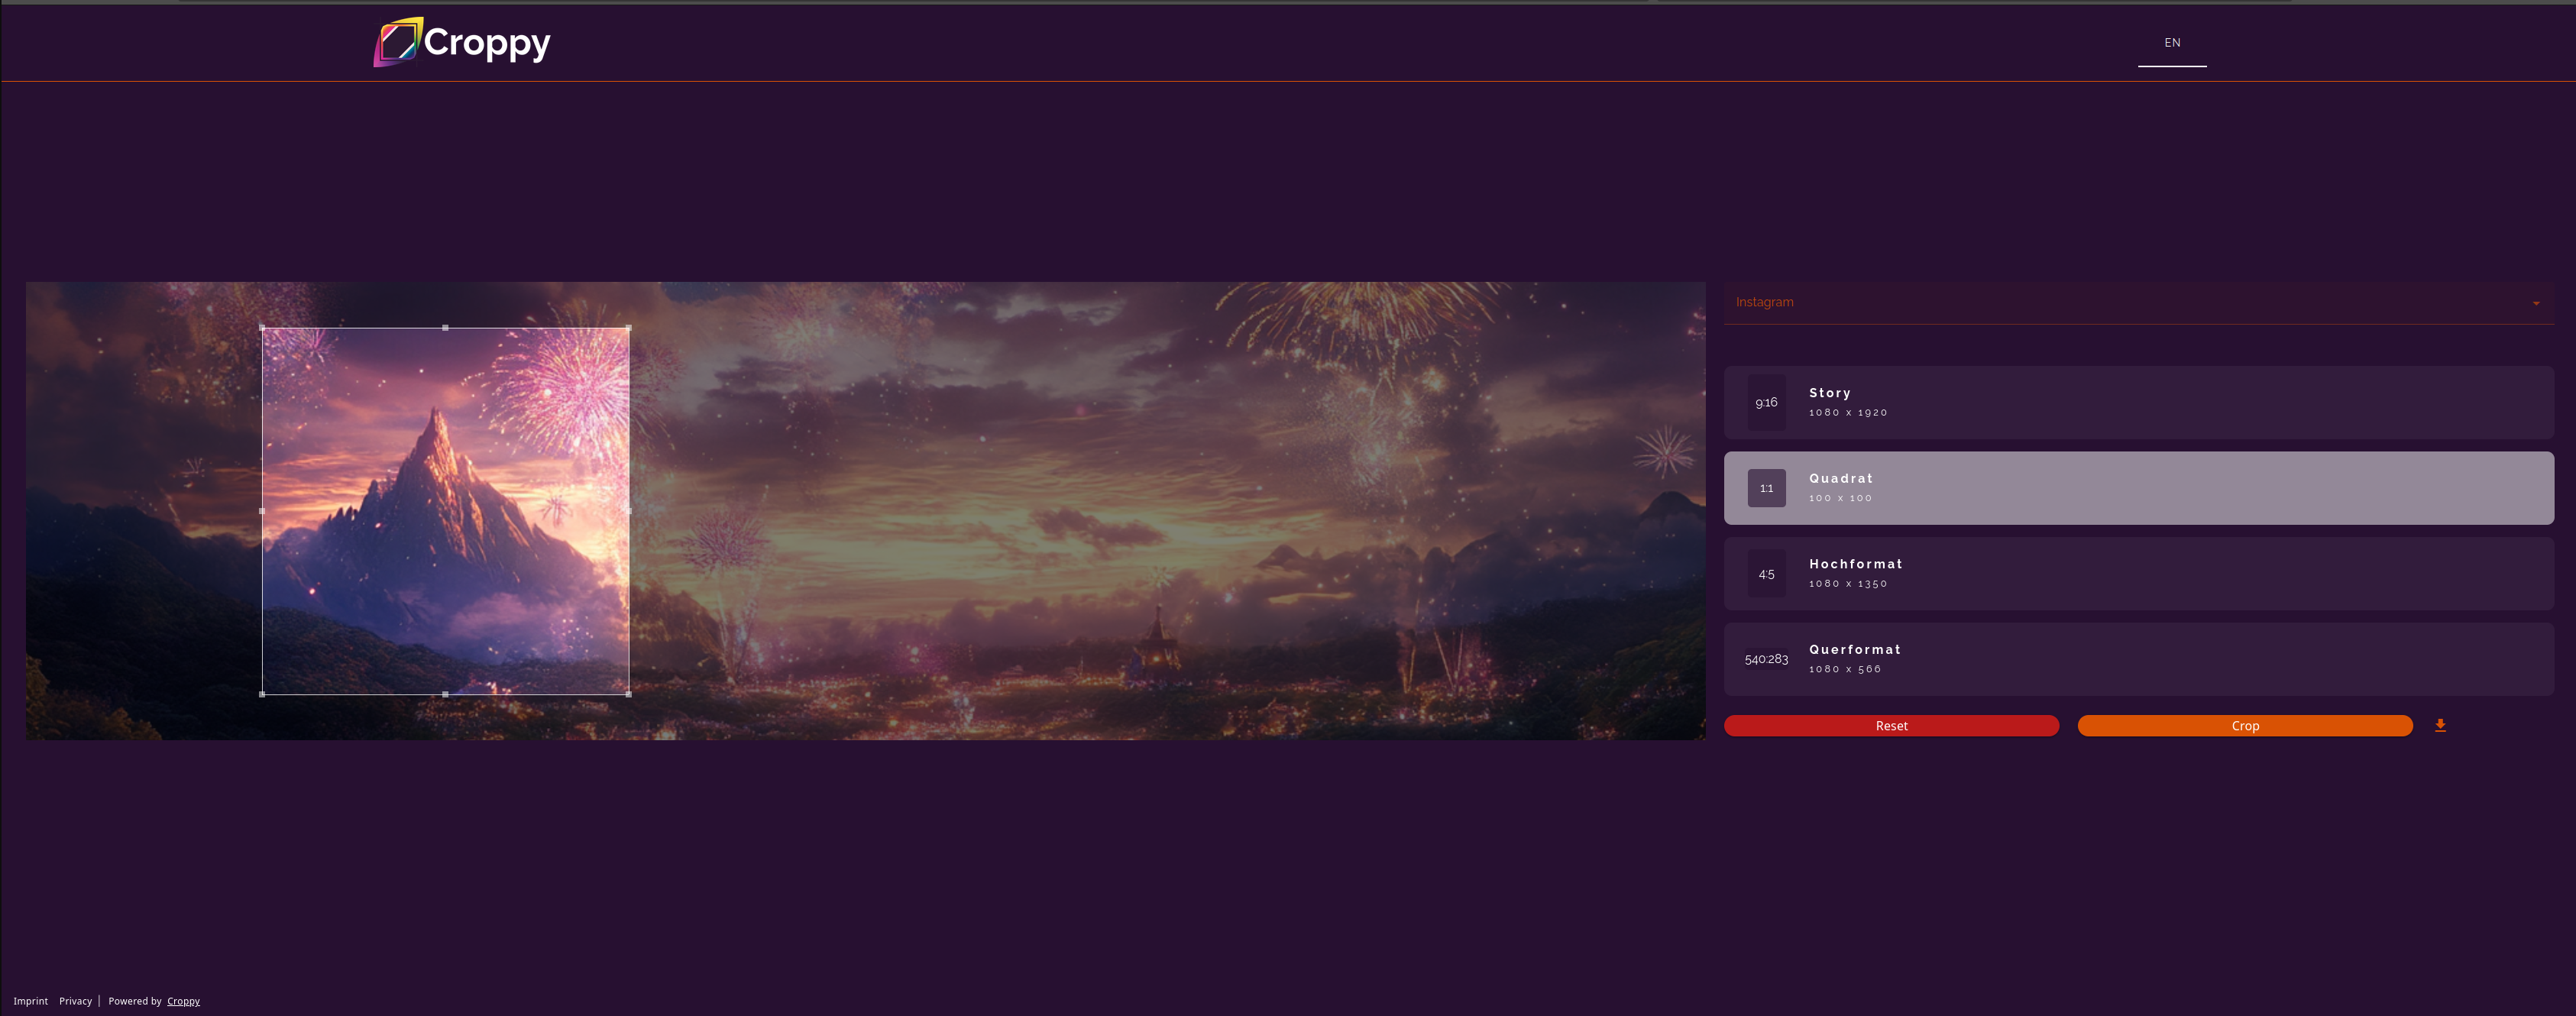 Croppy
EN
Instagram
9:16
Story
1080 x 1920
1:1
Quadrat
100 x 100
4:5
Hochformat
1080 x 1350
540:283
Querformat
1080 x 566
Reset
Crop
Imprint Privacy | Powered by Croppy